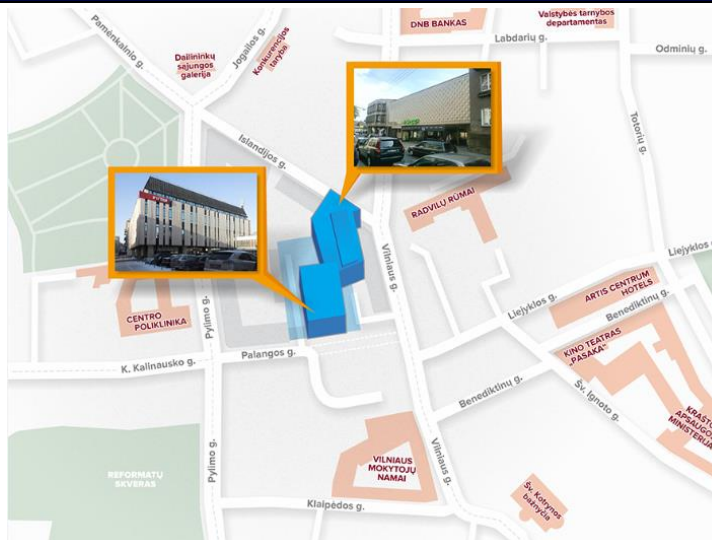 Pamėnkalnio g.
Jogailos g.
DNB BANKAS
Valstybės tarnybos
departamentas
Labdarių g.
Odminių g.
Dailininkų
sąjungos
galerija
Konkurencijos
taryba
Islandijos g.
Totorių g.
RADVILŲ RŪMAI
Vilniaus g.
Liejyklos g.
Liejyklos
ARTIS CENTRUM
HOTELS
Benediktinų g.
CENTRO
POLIKLINIKA
Pylimo g.
Palangos g.
K. Kalinausko g.
KINO TEATRAS
„PASAKA“
Benediktinų g.
Šv. Ignoto g.
KRAŠTO
APSAUGOS
MINISTERIJA
VILNIAUS
MOKYTOJŲ
NAMAI
Vilniaus g.
REFORMATŲ
SKVERAS
Pylimo g.
Klaipėdos g.
Šv. Kotrynos
bažnyčia